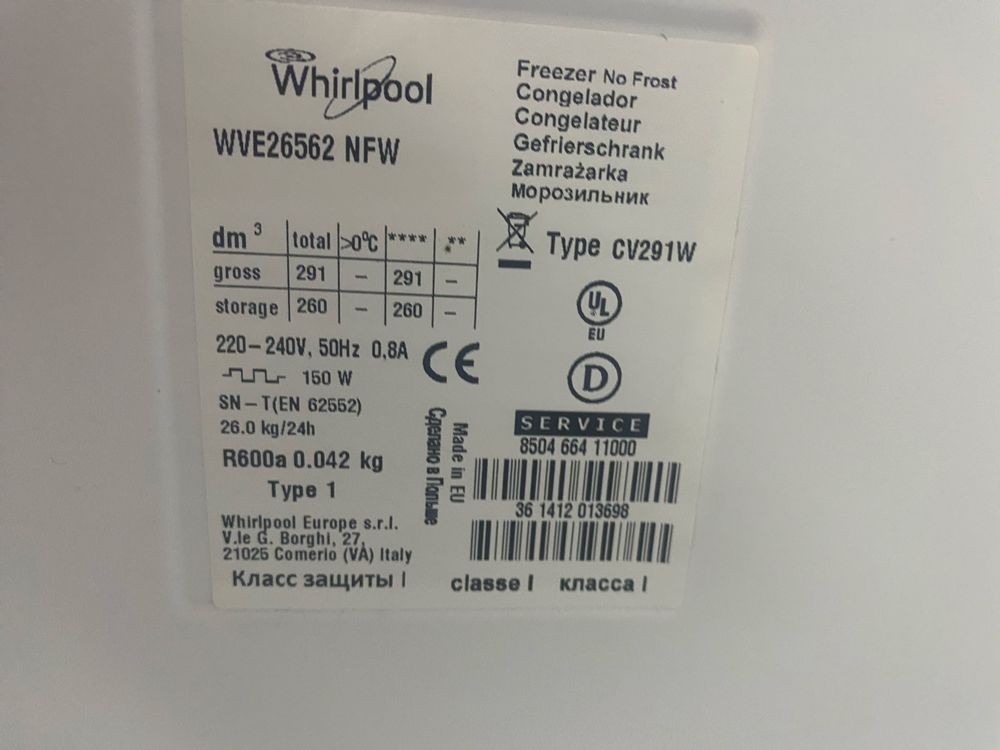 Whirlpool
WVE26562 NFW
Freezer No Frost
Congelador
Congelateur
Gefrierschrank
Zamrażarka
Морозильник
dm³ total >0°C **** .**
gross 291 – 291 –
storage 260 – 260 –
Type CV291W
UL
EU
D
220–240V, 50Hz 0,8A
CE
150 W
SN–T(EN 62552)
26.0 kg/24h
R600a 0.042 kg
Type 1
Made in EU
Сделано в Польше
SERVICE
8504 664 11000
36 1412 013698
Whirlpool Europe s.r.l.
V.le G. Borghi, 27,
21025 Comerio (VA) Italy
Класс защиты I classe I класса I